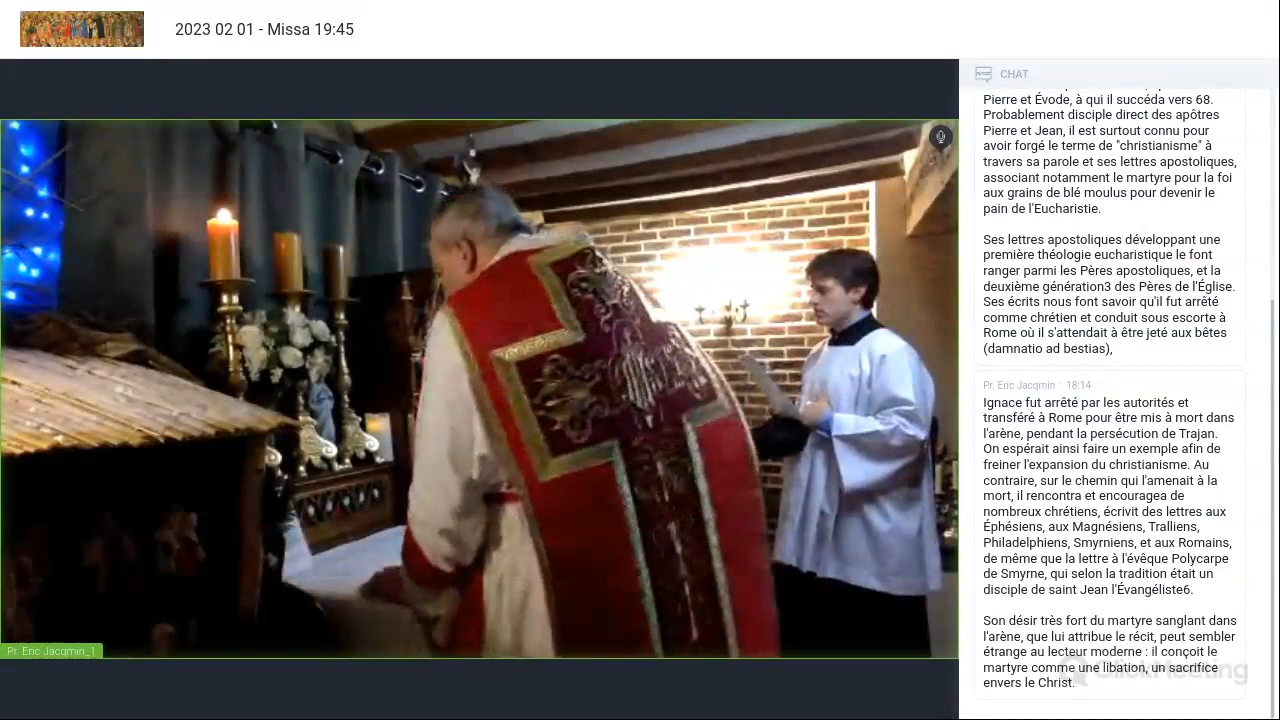 2023 02 01 - Missa 19:45
CHAT
Pierre et Évode, à qui il succéda vers 68.
Probablement disciple direct des apôtres
Pierre et Jean, il est surtout connu pour
avoir forgé le terme de "christianisme" à
travers sa parole et ses lettres apostoliques,
associant notamment le martyre pour la foi
aux grains de blé moulus pour devenir le
pain de l'Eucharistie.
Ses lettres apostoliques développant une
première théologie eucharistique le font
ranger parmi les Pères apostoliques, et la
deuxième génération3 des Pères de l'Église.
Ses écrits nous font savoir qu'il fut arrêté
comme chrétien et conduit sous escorte à
Rome où il s'attendait à être jeté aux bêtes
(damnatio ad bestias),
Pr. Eric Jacqmin 18:14
Ignace fut arrêté par les autorités et
transféré à Rome pour être mis à mort dans
l'arène, pendant la persécution de Trajan.
On espérait ainsi faire un exemple afin de
freiner l'expansion du christianisme. Au
contraire, sur le chemin qui l'amenait à la
mort, il rencontra et encouragea de
nombreux chrétiens, écrivit des lettres aux
Éphésiens, aux Magnésiens, Tralliens,
Philadelphiens, Smyrniens, et aux Romains,
de même que la lettre à l'évêque Polycarpe
de Smyrne, qui selon la tradition était un
disciple de saint Jean l'Évangéliste6.
Son désir très fort du martyre sanglant dans
l'arène, que lui attribue le récit, peut sembler
étrange au lecteur moderne : il conçoit le
martyre comme une libation, un sacrifice
envers le Christ.
ClickMeeting
Pr. Eric Jacqmin_1